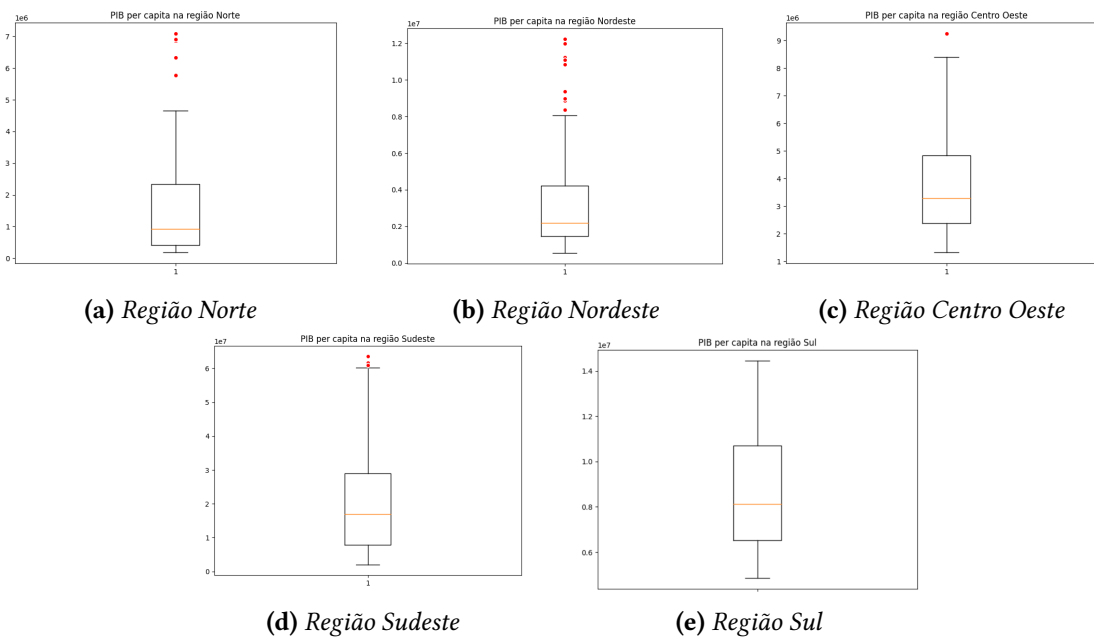 PIB per capita na região Norte
1e6
7
6
5
4
3
2
1
0
1
(a) Região Norte
PIB per capita na região Nordeste
1e7
1.2
1.0
0.8
0.6
0.4
0.2
0.0
1
(b) Região Nordeste
PIB per capita na região Centro Oeste
1e6
9
8
7
6
5
4
3
2
1
1
(c) Região Centro Oeste
PIB per capita na região Sudeste
1e7
6
5
4
3
2
1
0
1
(d) Região Sudeste
PIB per capita na região Sul
1e7
1.4
1.2
1.0
0.8
0.6
(e) Região Sul